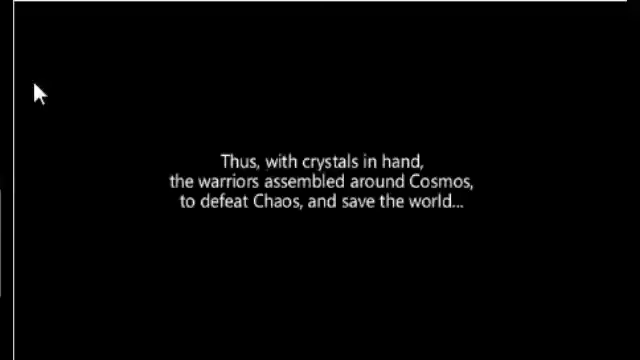 Thus, with crystals in hand,
the warriors assembled around Cosmos,
to defeat Chaos, and save the world...